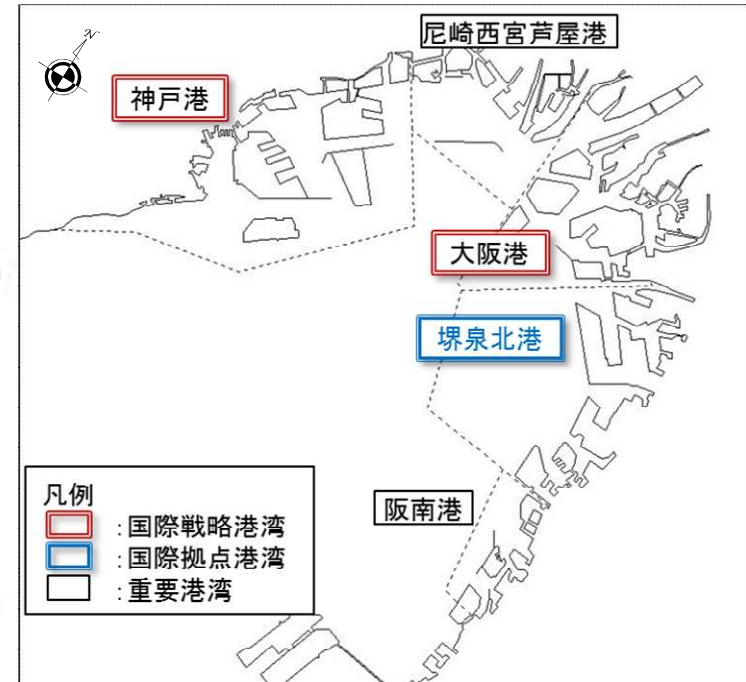 N
尼崎西宮芦屋港
神戸港
大阪港
堺泉北港
阪南港
凡例
：国際戦略港湾
：国際拠点港湾
：重要港湾